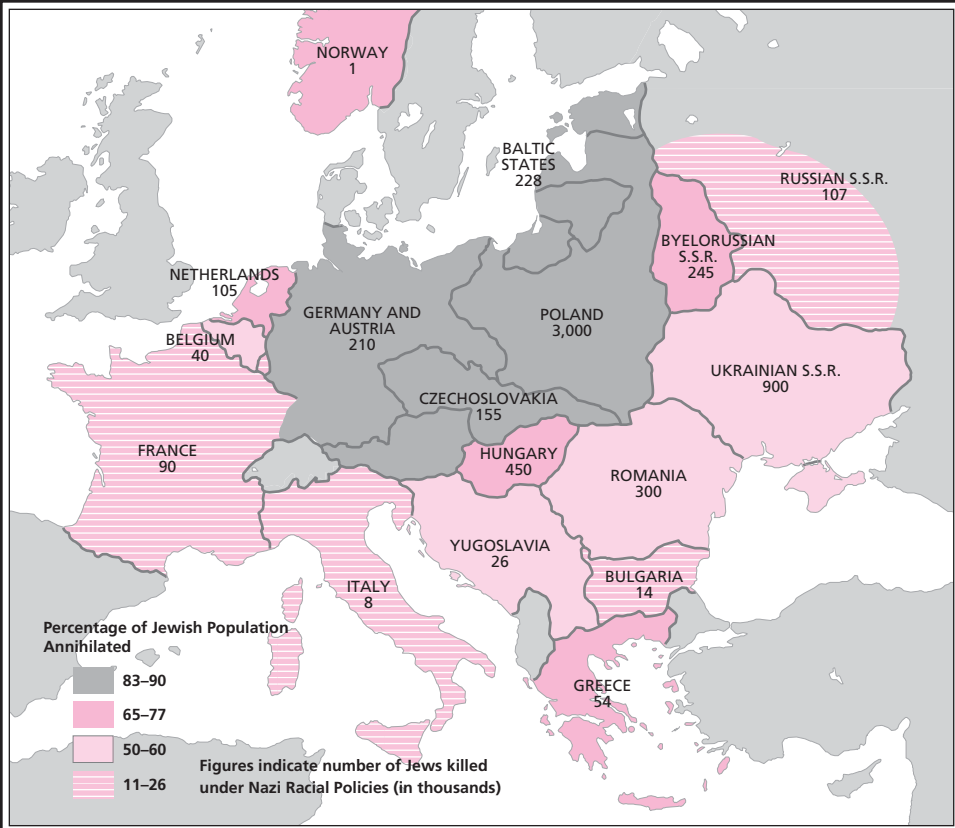 NORWAY
1
BALTIC
STATES
228
RUSSIAN S.S.R.
107
BYELORUSSIAN
S.S.R.
245
NETHERLANDS
105
GERMANY AND
AUSTRIA
210
POLAND
3,000
BELGIUM
40
UKRAINIAN S.S.R.
900
CZECHOSLOVAKIA
155
FRANCE
90
HUNGARY
450
ROMANIA
300
YUGOSLAVIA
26
BULGARIA
14
ITALY
8
GREECE
54
Percentage of Jewish Population
Annihilated
83–90
65–77
50–60
11–26
Figures indicate number of Jews killed
under Nazi Racial Policies (in thousands)